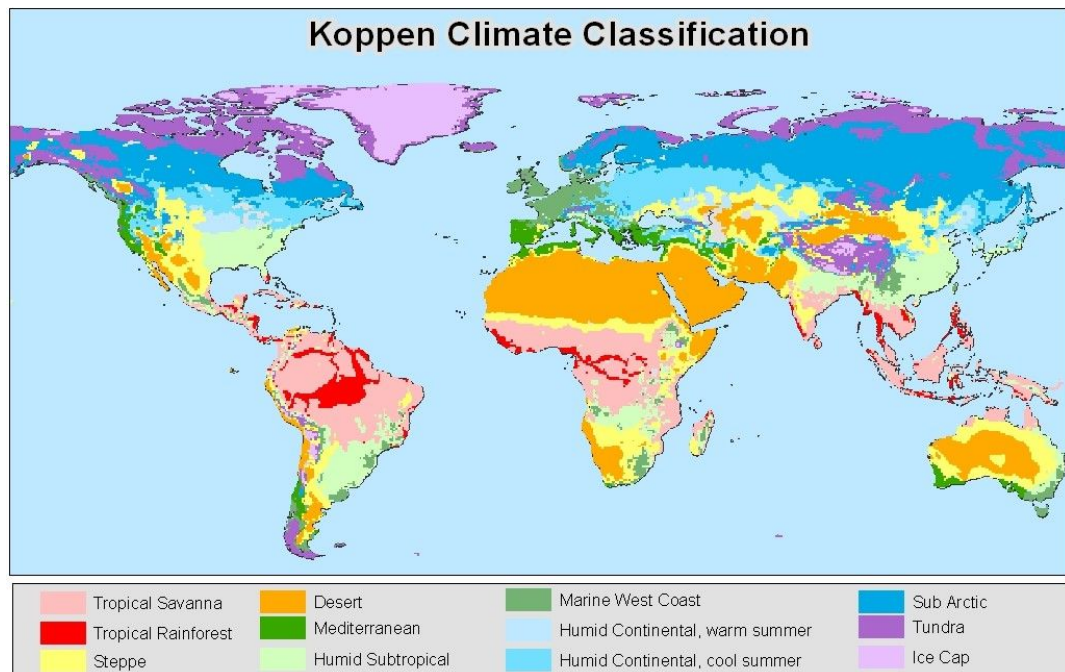 Koppen Climate Classification
Tropical Savanna
Tropical Rainforest
Steppe
Desert
Mediterranean
Humid Subtropical
Marine West Coast
Humid Continental, warm summer
Humid Continental, cool summer
Sub Arctic
Tundra
Ice Cap